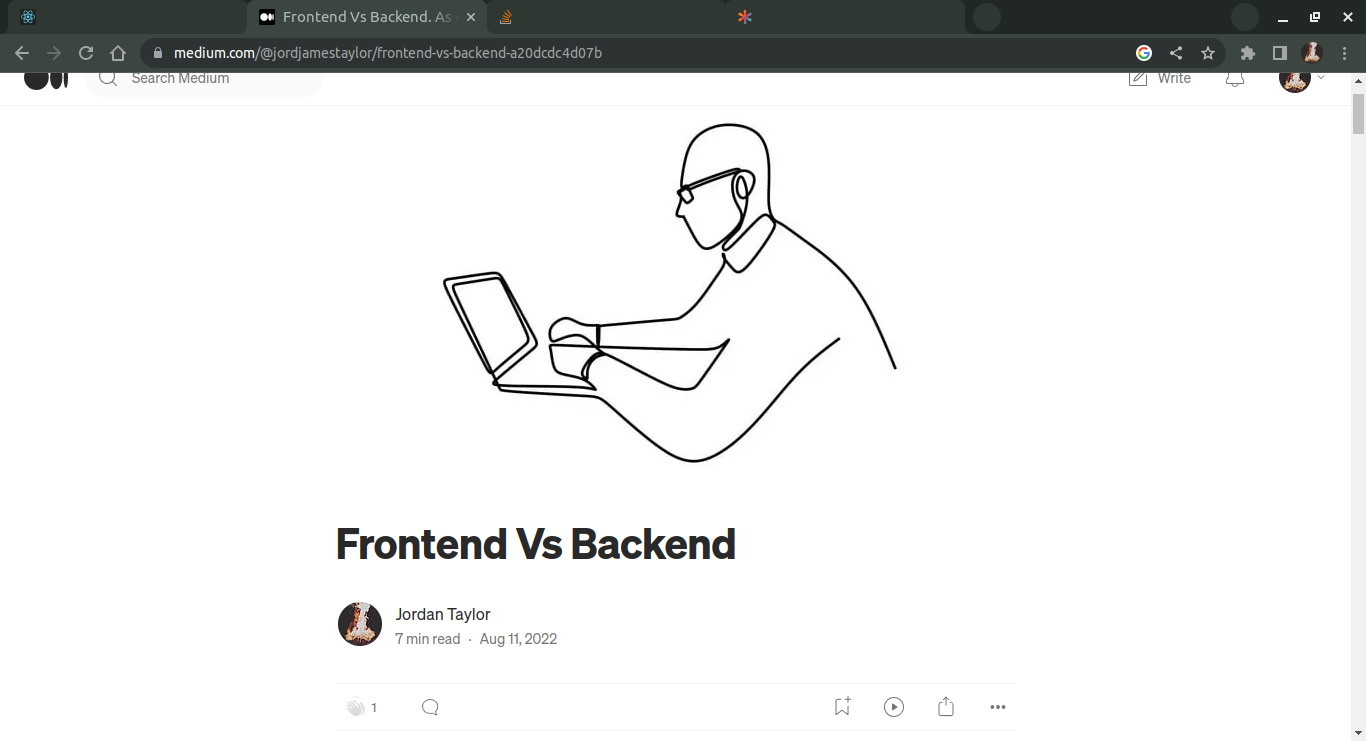 Frontend Vs Backend. As
medium.com/@jordjamestaylor/frontend-vs-backend-a20dcdc4d07b
Search Medium
Write
Frontend Vs Backend
Jordan Taylor
7 min read · Aug 11, 2022
1